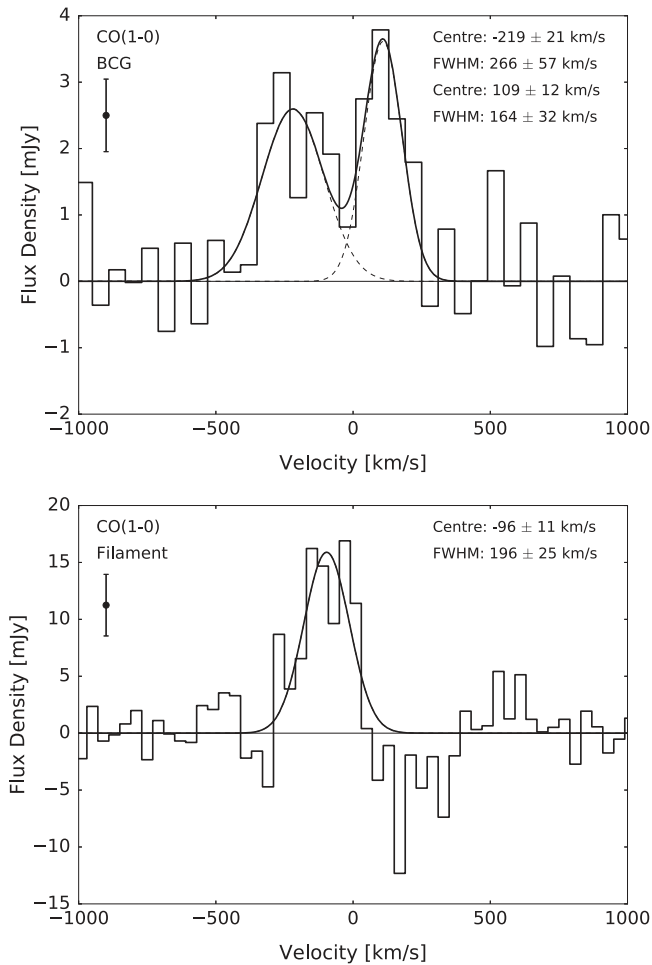 CO(1-0)
BCG
Centre: -219 ± 21 km/s
FWHM: 266 ± 57 km/s
Centre: 109 ± 12 km/s
FWHM: 164 ± 32 km/s
Flux Density [mJy]
4
3
2
1
0
−1
−2
−1000 −500 0 500 1000
Velocity [km/s]
CO(1-0)
Filament
Centre: -96 ± 11 km/s
FWHM: 196 ± 25 km/s
Flux Density [mJy]
20
15
10
5
0
−5
−10
−15
−1000 −500 0 500 1000
Velocity [km/s]